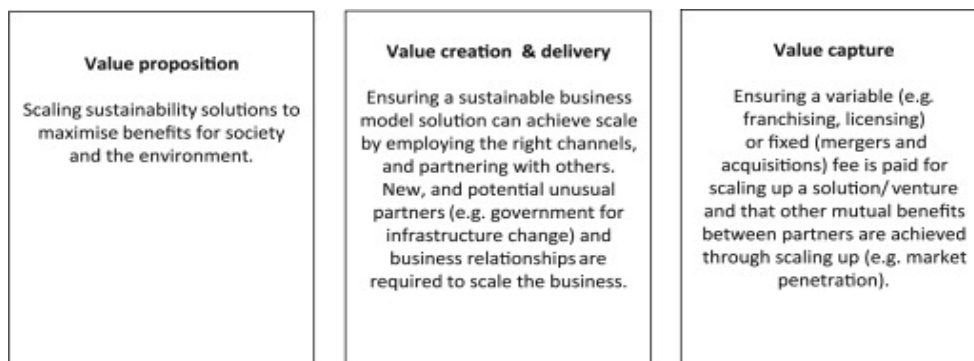 Value proposition
Scaling sustainability solutions to
maximise benefits for society
and the environment.
Value creation & delivery
Ensuring a sustainable business
model solution can achieve scale
by employing the right channels,
and partnering with others.
New, and potential unusual
partners (e.g. government for
infrastructure change) and
business relationships are
required to scale the business.
Value capture
Ensuring a variable (e.g.
franchising, licensing)
or fixed (mergers and
acquisitions) fee is paid for
scaling up a solution/venture
and that other mutual benefits
between partners are achieved
through scaling up (e.g. market
penetration).